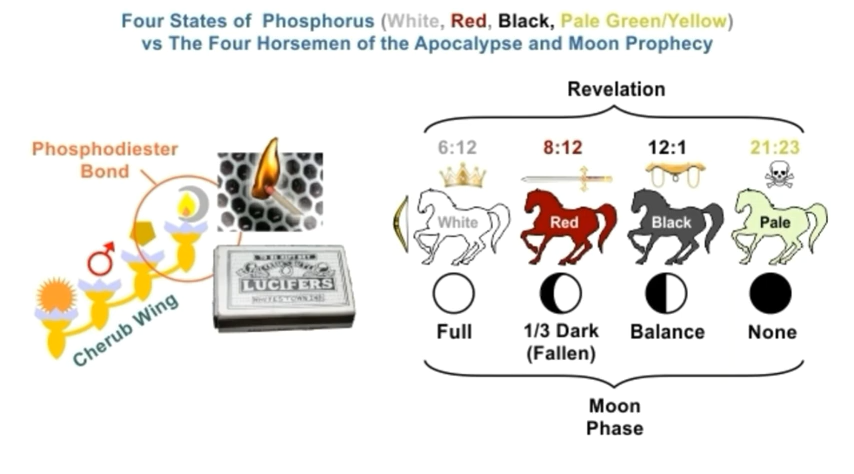 Four States of Phosphorus (White, Red, Black, Pale Green/Yellow)
vs The Four Horsemen of the Apocalypse and Moon Prophecy
Revelation
Phosphodiester
Bond
6:12 8:12 12:1 21:23
White Red Black Pale
LUCIFERS
Cherub Wing
Full 1/3 Dark Balance None
(Fallen)
Moon
Phase